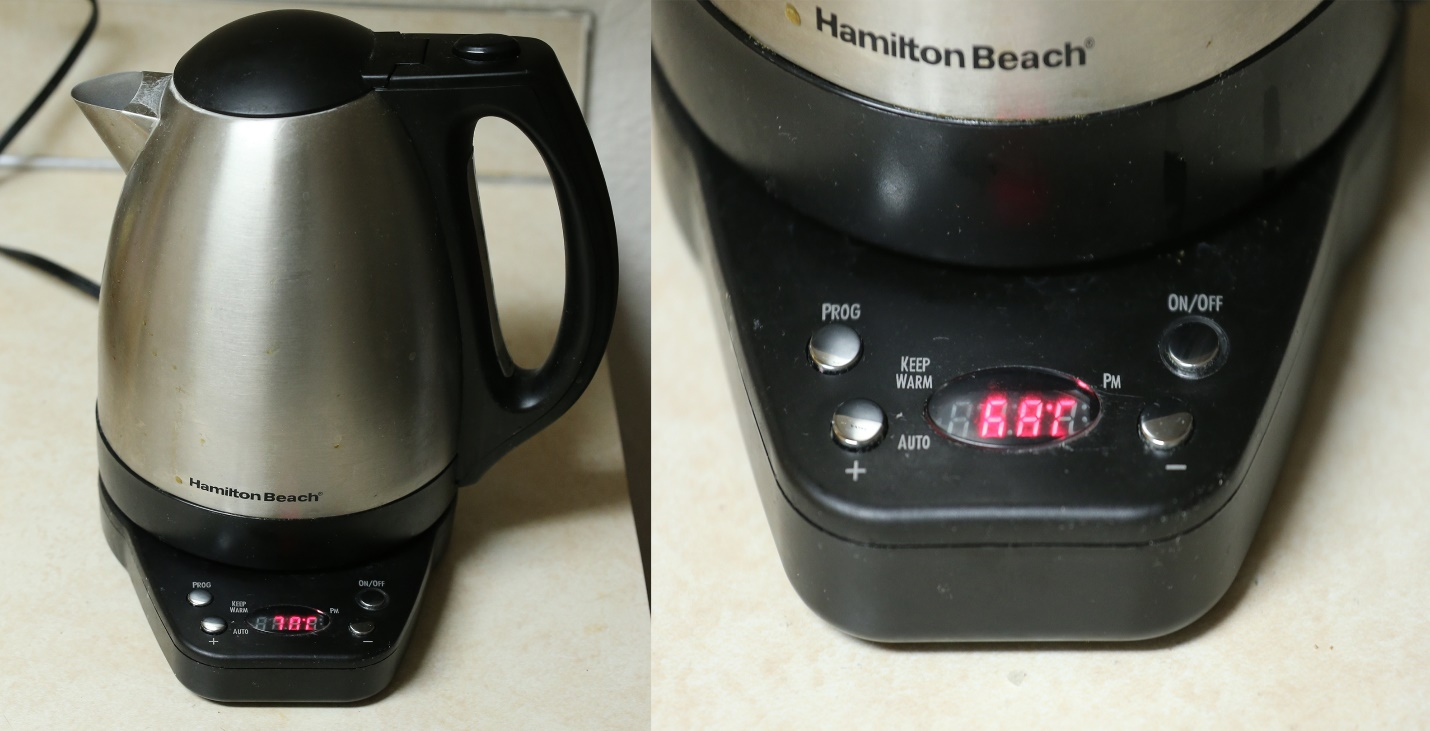 Hamilton Beach®
PROG
ON/OFF
KEEP
WARM
PM
AUTO
+
−
Hamilton Beach®
PROG
ON/OFF
KEEP
WARM
PM
AUTO
+
−